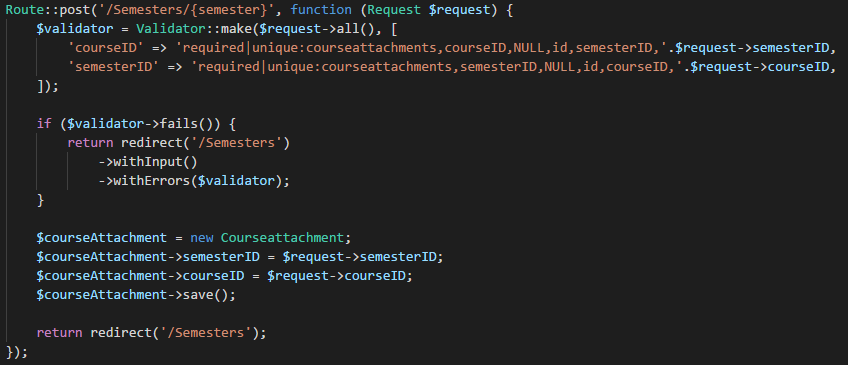 Route::post('/Semesters/{semester}', function (Request $request) {
    $validator = Validator::make($request->all(), [
        'courseID' => 'required|unique:courseattachments,courseID,NULL,id,semesterID,'.$request->semesterID,
        'semesterID' => 'required|unique:courseattachments,semesterID,NULL,id,courseID,'.$request->courseID,
    ]);
    if ($validator->fails()) {
        return redirect('/Semesters')
            ->withInput()
            ->withErrors($validator);
    }
    $courseAttachment = new Courseattachment;
    $courseAttachment->semesterID = $request->semesterID;
    $courseAttachment->courseID = $request->courseID;
    $courseAttachment->save();
    return redirect('/Semesters');
});